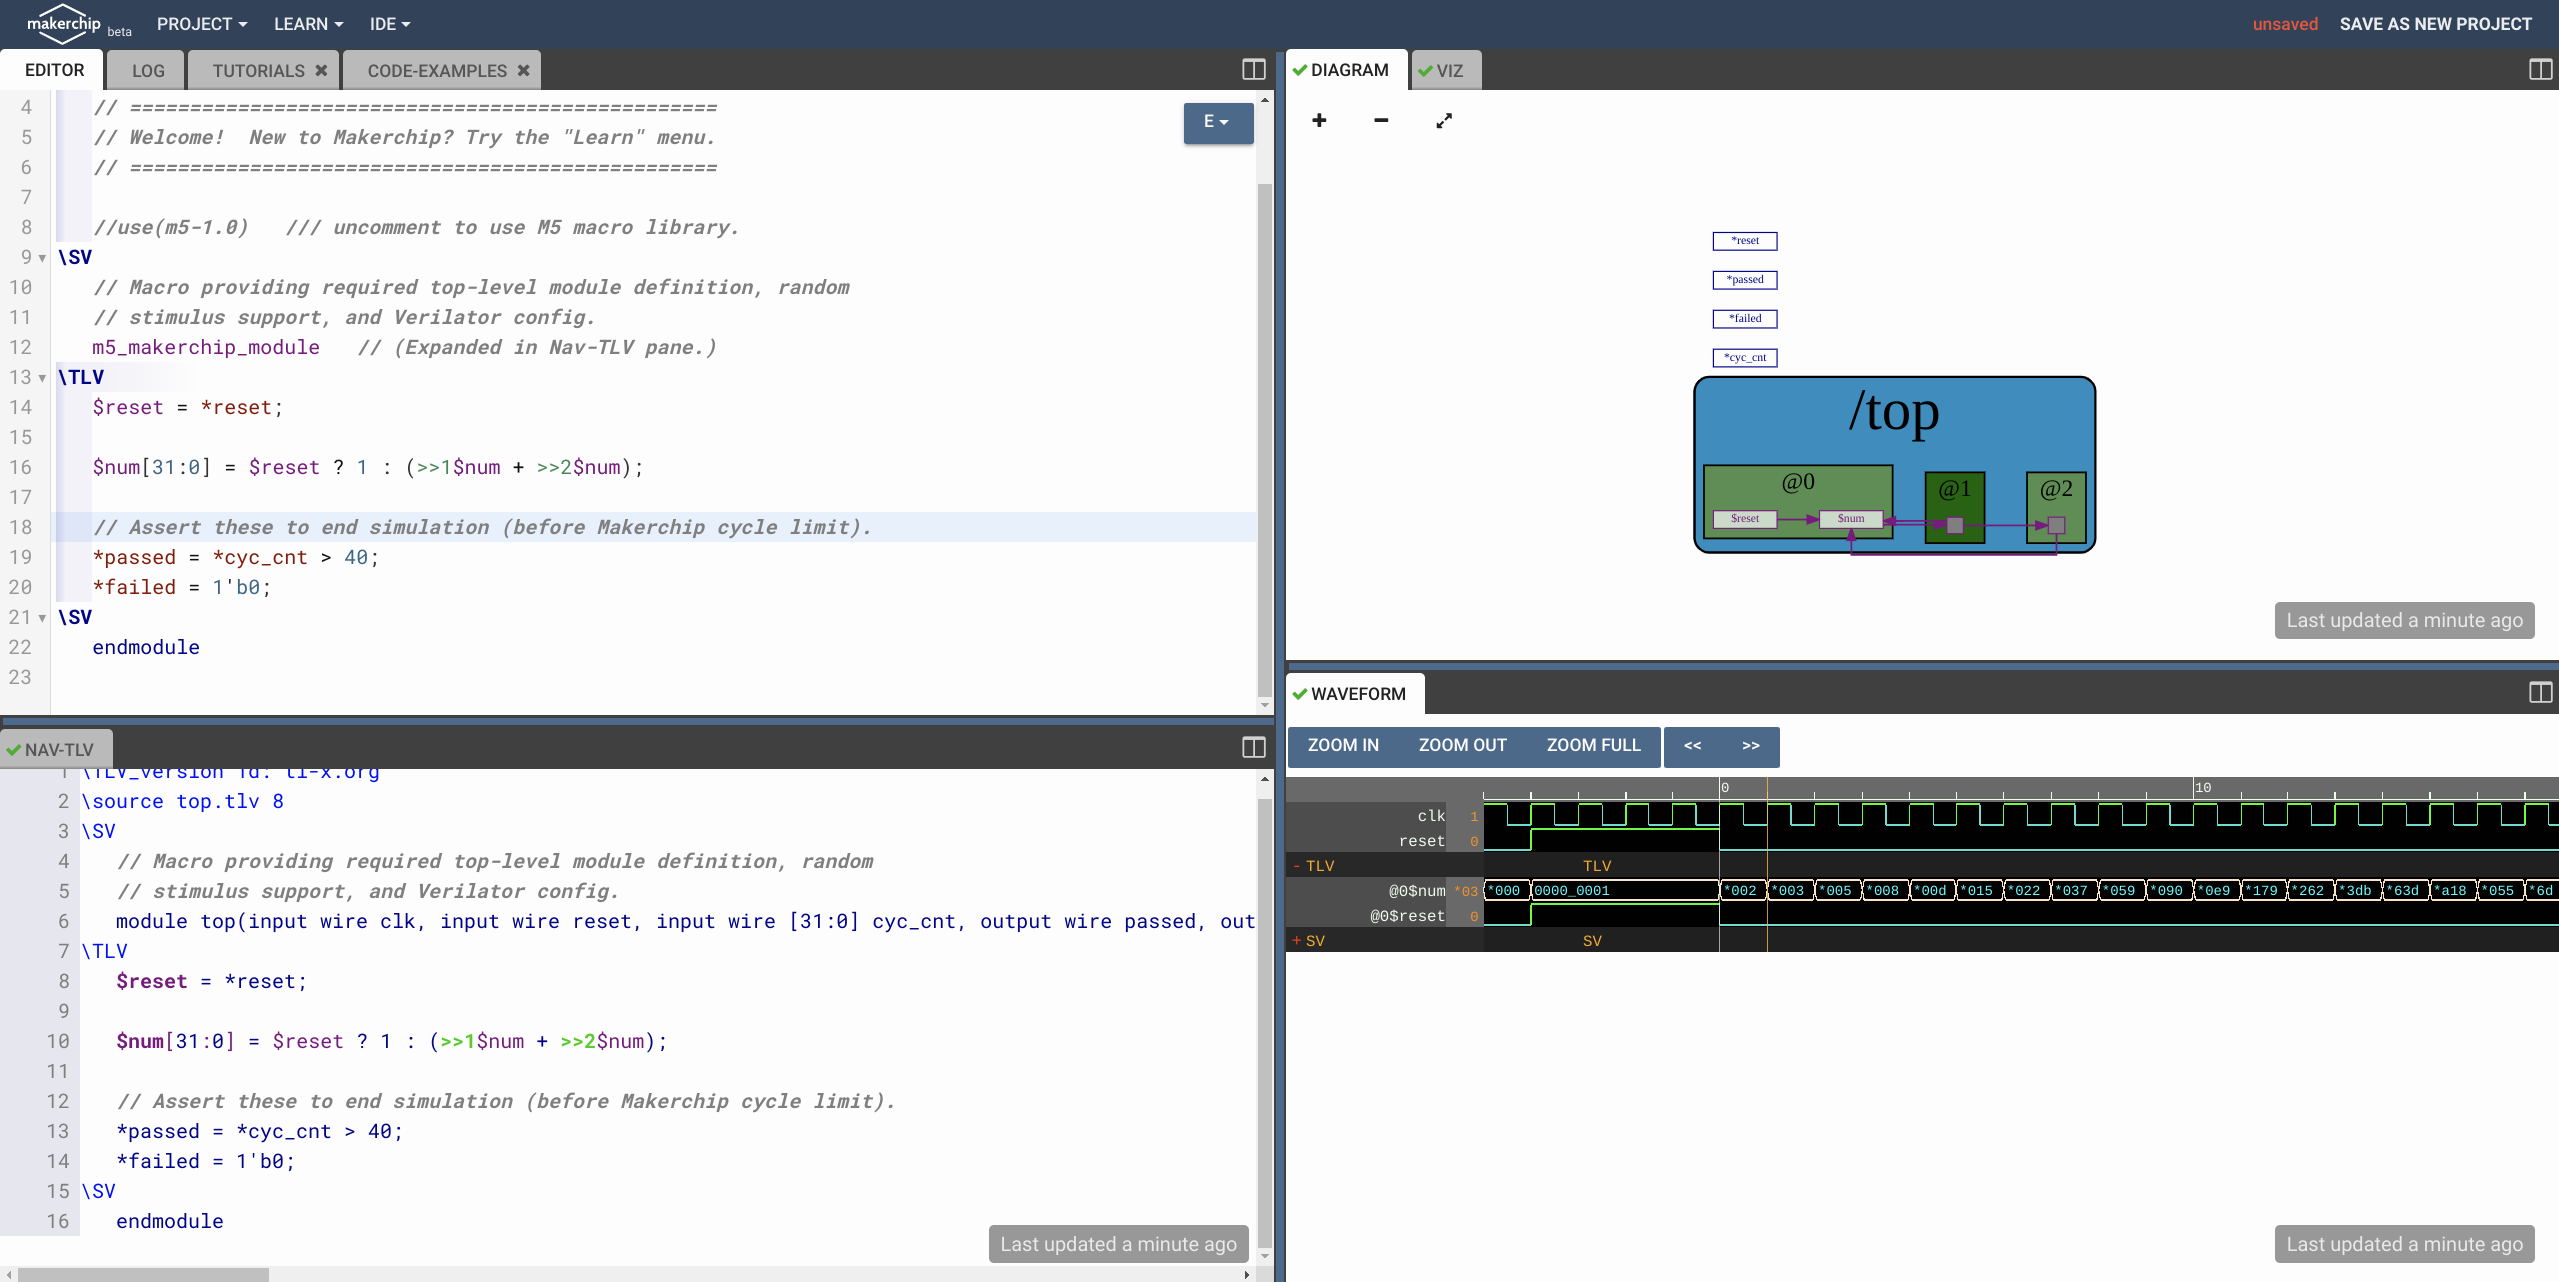 makerchip beta PROJECT LEARN IDE unsaved SAVE AS NEW PROJECT
EDITOR LOG TUTORIALS CODE-EXAMPLES
E
4 // =================================================
5 // Welcome!  New to Makerchip? Try the "Learn" menu.
6 // =================================================
7
8 //use(m5-1.0)   /// uncomment to use M5 macro library.
9 \SV
10 // Macro providing required top-level module definition, random
11 // stimulus support, and Verilator config.
12 m5_makerchip_module   // (Expanded in Nav-TLV pane.)
13 \TLV
14 $reset = *reset;
15
16 $num[31:0] = $reset ? 1 : (>>1$num + >>2$num);
17
18 // Assert these to end simulation (before Makerchip cycle limit).
19 *passed = *cyc_cnt > 40;
20 *failed = 1'b0;
21 \SV
22 endmodule
23
NAV-TLV
1 \TLV_version 1d: tl-x.org
2 \source top.tlv 8
3 \SV
4 // Macro providing required top-level module definition, random
5 // stimulus support, and Verilator config.
6 module top(input wire clk, input wire reset, input wire [31:0] cyc_cnt, output wire passed, out
7 \TLV
8 $reset = *reset;
9
10 $num[31:0] = $reset ? 1 : (>>1$num + >>2$num);
11
12 // Assert these to end simulation (before Makerchip cycle limit).
13 *passed = *cyc_cnt > 40;
14 *failed = 1'b0;
15 \SV
16 endmodule
Last updated a minute ago
DIAGRAM VIZ
*reset
*passed
*failed
*cyc_cnt
/top
@0 @1 @2
$reset $num
Last updated a minute ago
WAVEFORM
ZOOM IN ZOOM OUT ZOOM FULL << >>
0 10
clk 1
reset 0
- TLV TLV
@0$num *03 *000 0000_0001 *002 *003 *005 *008 *00d *015 *022 *037 *059 *090 *0e9 *179 *262 *3db *63d *a18 *055 *6d
@0$reset 0
+ SV SV
Last updated a minute ago